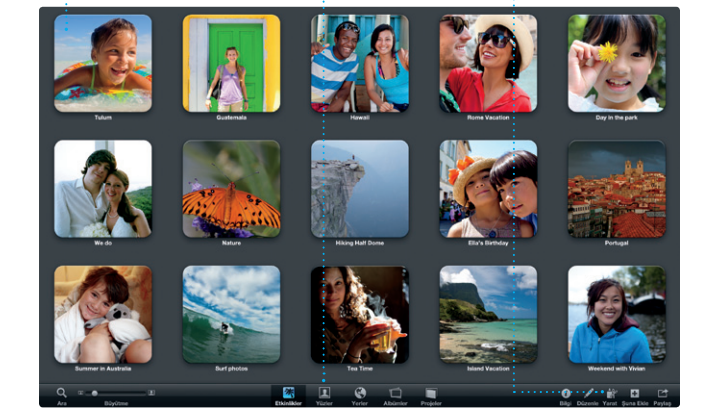 Tulum Guatemala Hawaii Rome Vacation Day in the park
We do Nature Hiking Half Dome Ella's Birthday Portugal
Summer in Australia Surf photos Tea Time Island Vacation Weekend with Vivian
Ara Büyütme Etkinlikler Yüzler Yerler Albümler Projeler Bilgi Düzenle Yarat Şuna Ekle Paylaş